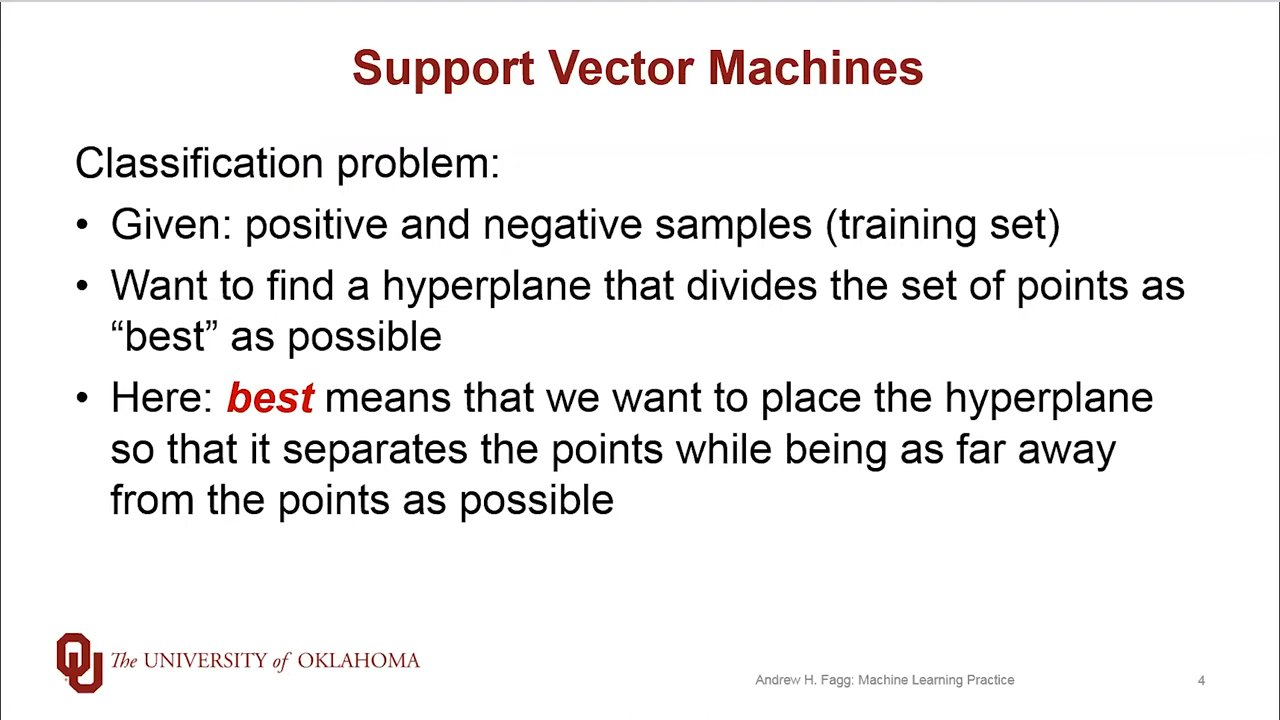 Support Vector Machines
Classification problem:
• Given: positive and negative samples (training set)
• Want to find a hyperplane that divides the set of points as
“best” as possible
• Here: best means that we want to place the hyperplane
so that it separates the points while being as far away
from the points as possible
The UNIVERSITY of OKLAHOMA
Andrew H. Fagg: Machine Learning Practice
4